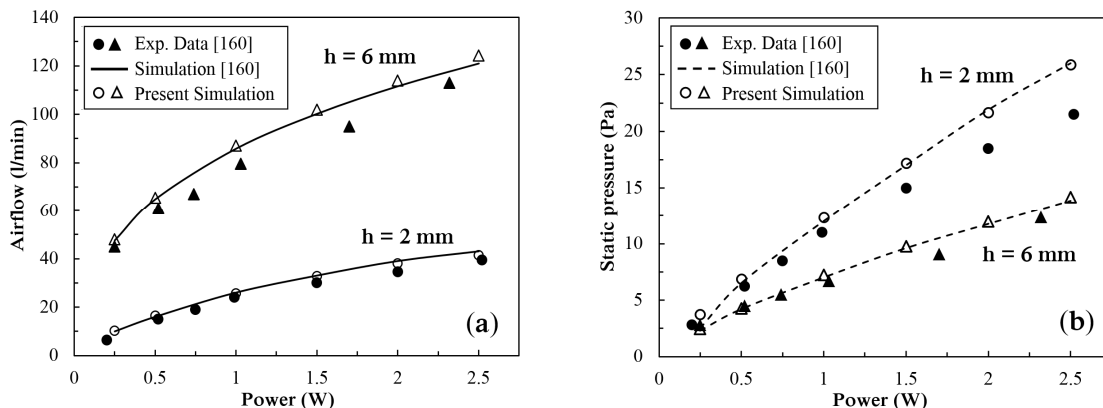 140
120
100
80
60
40
20
0
0
0.5
1
1.5
2
2.5
Airflow (l/min)
Power (W)
Exp. Data [160]
Simulation [160]
Present Simulation
h = 6 mm
h = 2 mm
(a)
30
25
20
15
10
5
0
0
0.5
1
1.5
2
2.5
Static pressure (Pa)
Power (W)
Exp. Data [160]
Simulation [160]
Present Simulation
h = 2 mm
h = 6 mm
(b)